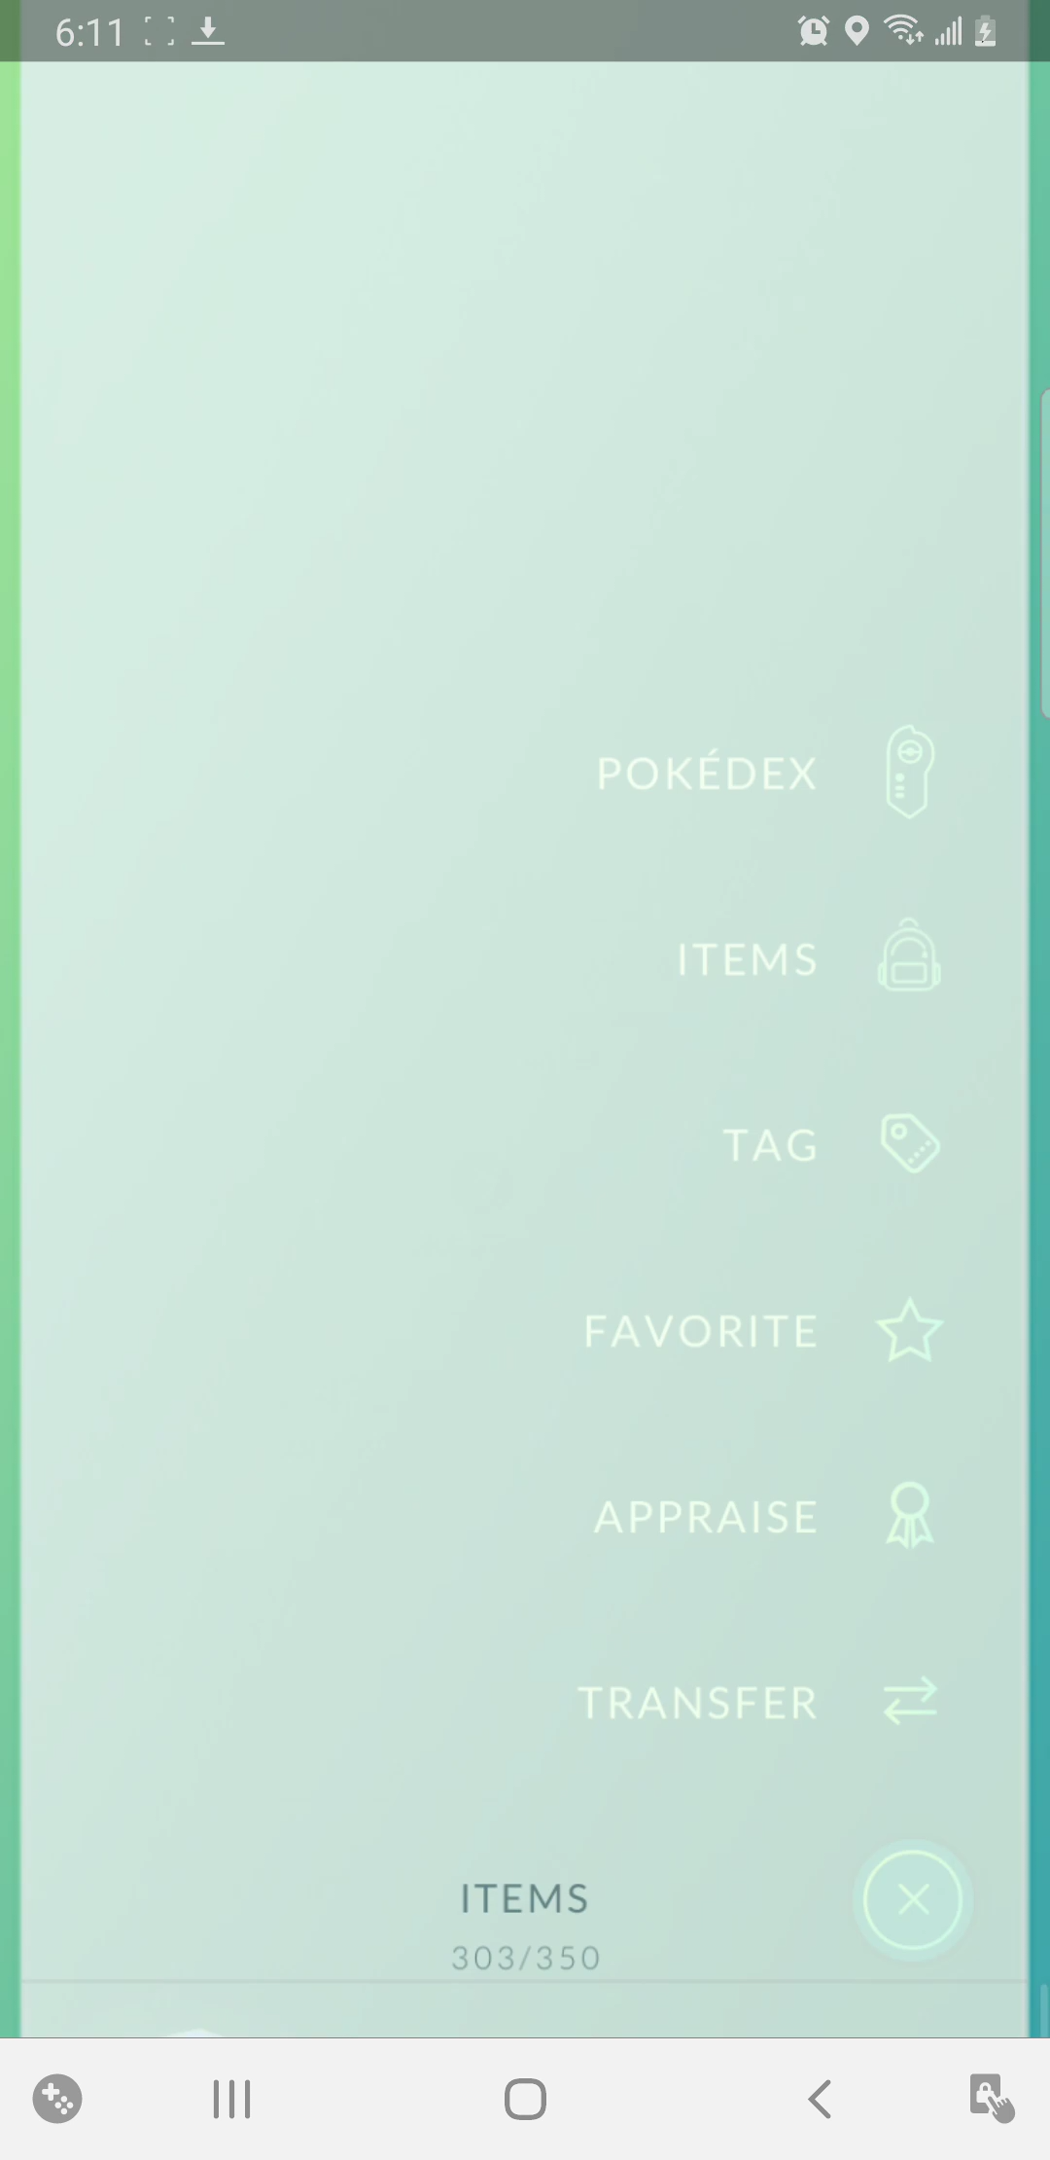 6:11
POKÉDEX
ITEMS
TAG
FAVORITE
APPRAISE
TRANSFER
ITEMS
303/350